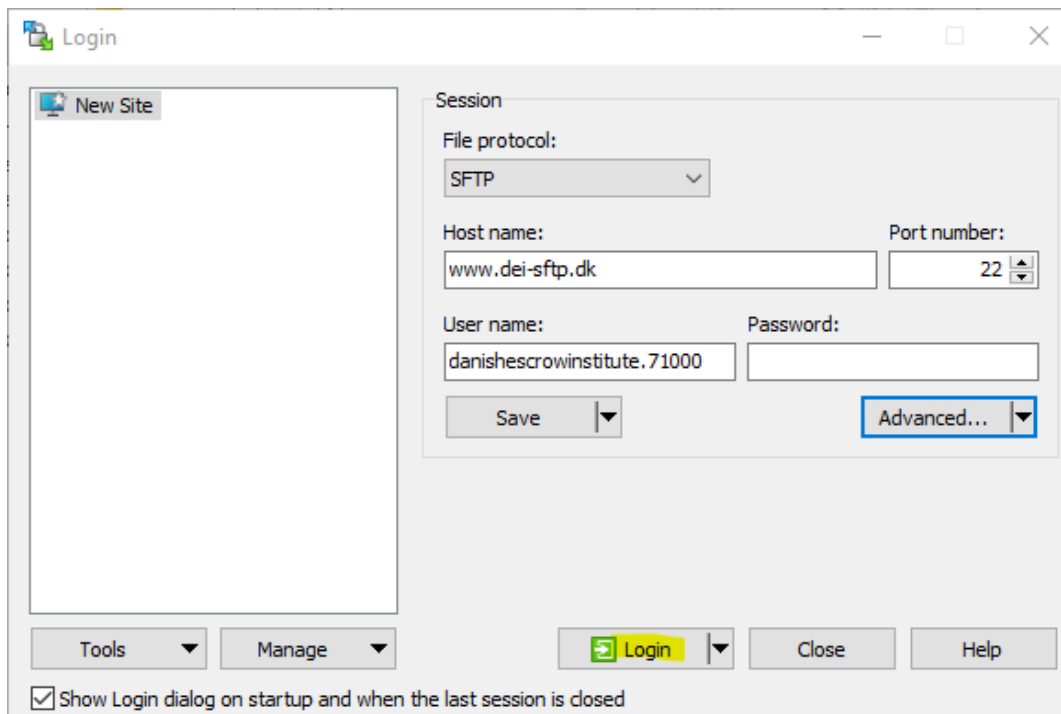 Login
New Site
Session
File protocol:
SFTP
Host name:
Port number:
www.dei-sftp.dk
22
User name:
Password:
danishescrowinstitute.71000
Save
Advanced...
Tools
Manage
Login
Close
Help
Show Login dialog on startup and when the last session is closed